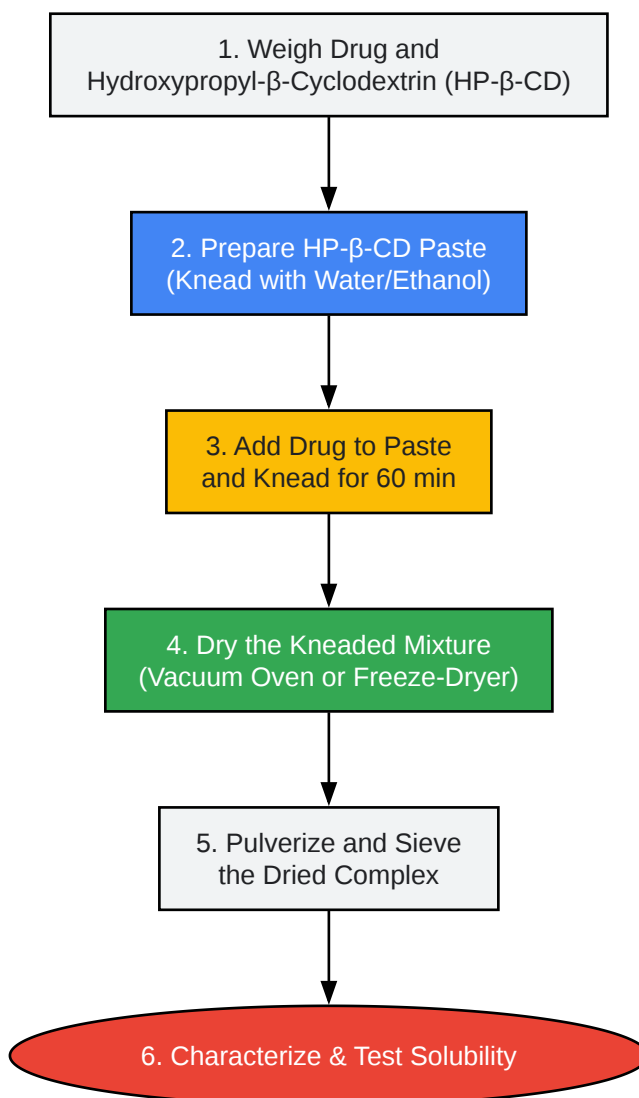 1. Weigh Drug and
Hydroxypropyl-β-Cyclodextrin (HP-β-CD)
2. Prepare HP-β-CD Paste
(Knead with Water/Ethanol)
3. Add Drug to Paste
and Knead for 60 min
4. Dry the Kneaded Mixture
(Vacuum Oven or Freeze-Dryer)
5. Pulverize and Sieve
the Dried Complex
6. Characterize & Test Solubility